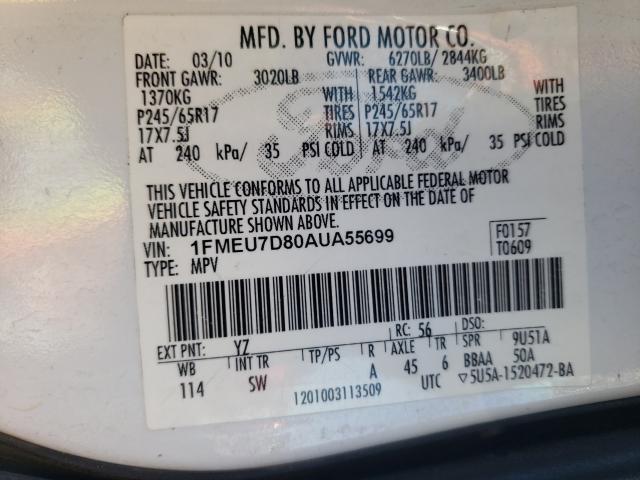 MFD. BY FORD MOTOR CO.
DATE: 03/10 GVWR: 6270LB/ 2844KG
FRONT GAWR: 3020LB REAR GAWR: 3400LB
1370KG WITH 1542KG WITH
P245/65R17 TIRES P245/65R17 TIRES
17X7.5J RIMS 17X7.5J RIMS
AT 240 kPa/ 35 PSI COLD AT 240 kPa/ 35 PSI COLD
Ford
THIS VEHICLE CONFORMS TO ALL APPLICABLE FEDERAL MOTOR
VEHICLE SAFETY STANDARDS IN EFFECT ON THE DATE OF
MANUFACTURE SHOWN ABOVE.
VIN: 1FMEU7D80AUA55699 F0157
TYPE: MPV T0609
EXT PNT: YZ RC: 56 DSO:
WB INT TR TP/PS R AXLE TR SPR 9U51A
114 SW A 45 6 BBAA 50A
1201003113509 UTC ▽5U5A-1520472-BA